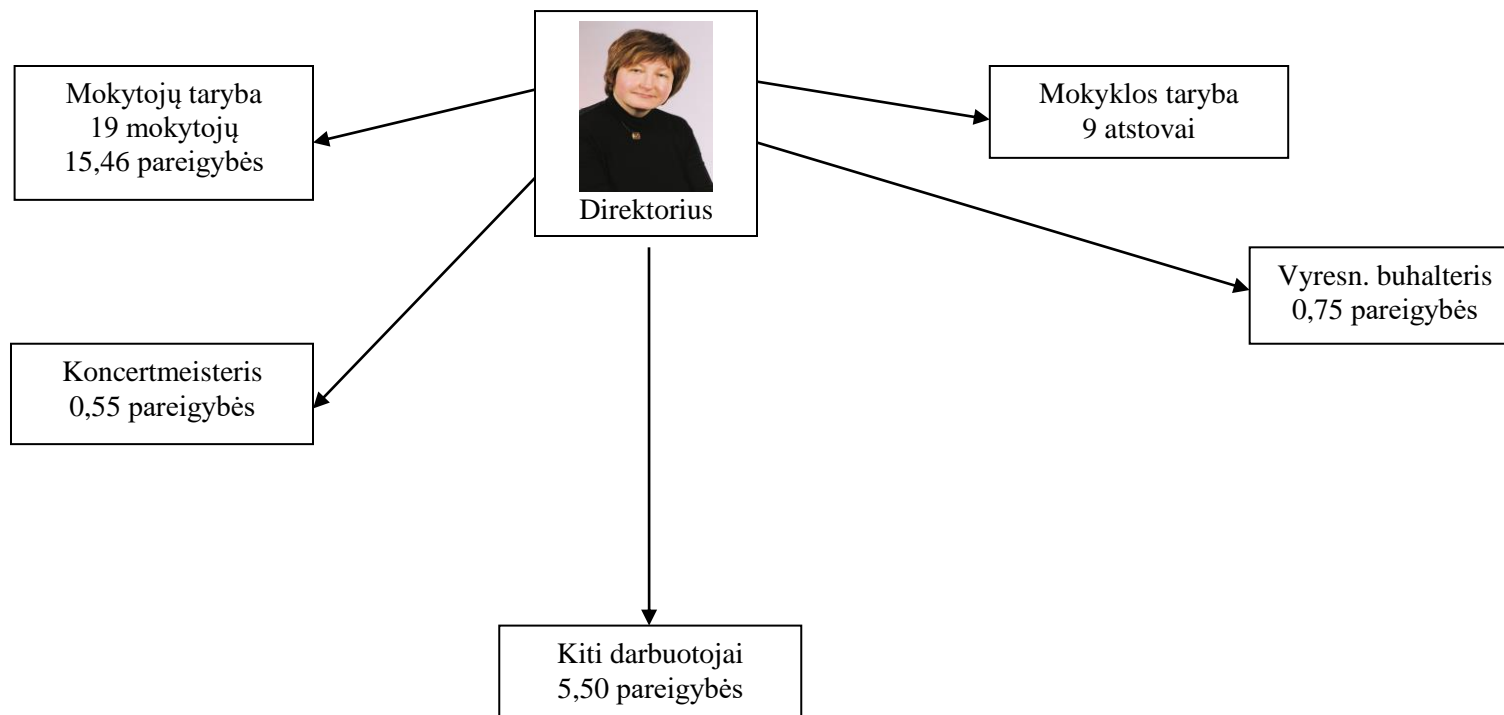 Direktorius
Mokytojų taryba
19 mokytojų
15,46 pareigybės
Mokyklos taryba
9 atstovai
Vyresn. buhalteris
0,75 pareigybės
Koncertmeisteris
0,55 pareigybės
Kiti darbuotojai
5,50 pareigybės